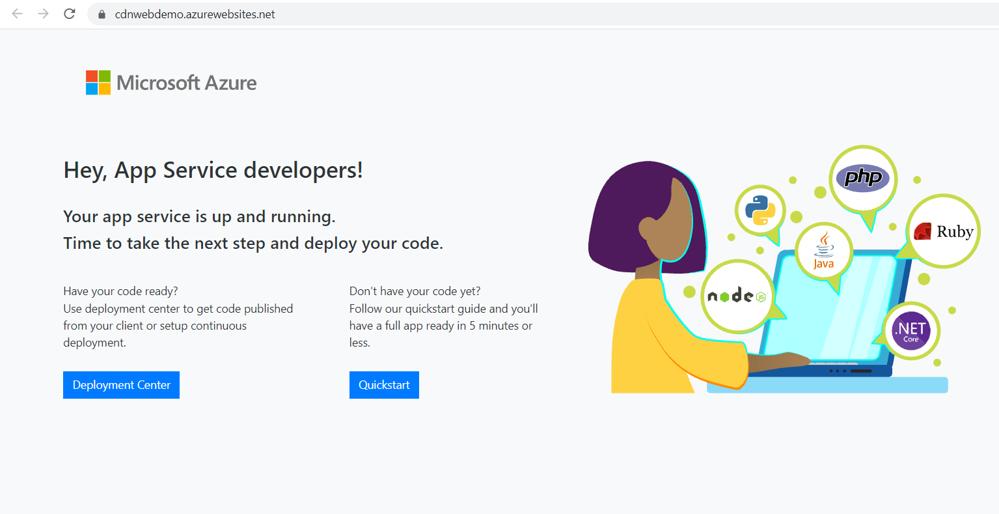 cdnwebdemo.azurewebsites.net
Microsoft Azure
Hey, App Service developers!
Your app service is up and running.
Time to take the next step and deploy your code.
Have your code ready?
Use deployment center to get code published
from your client or setup continuous
deployment.
Deployment Center
Don't have your code yet?
Follow our quickstart guide and you'll
have a full app ready in 5 minutes or
less.
Quickstart
php
Ruby
Java
node JS
.NET
Core